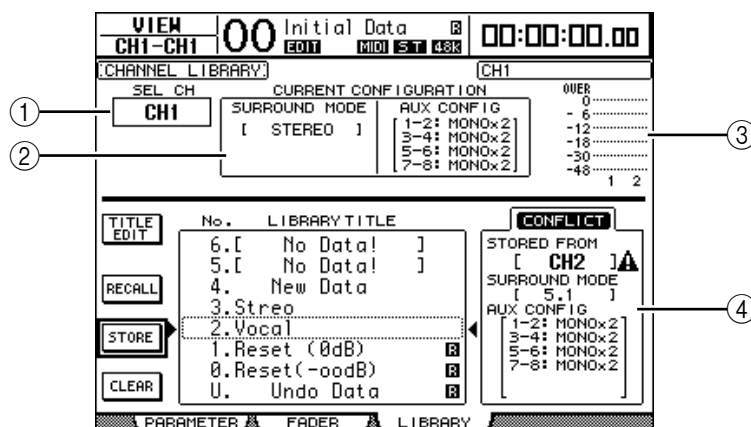 VIEW
CH1-CH1
00
Initial Data R
EDIT MIDI ST 48k
00:00:00.00
CHANNEL LIBRARY
CH1
SEL CH
CH1
CURRENT CONFIGURATION
SURROUND MODE
[ STEREO ]
AUX CONFIG
[1-2: MONOx2]
3-4: MONOx2
5-6: MONOx2
[7-8: MONOx2]
OVER
0
- 6
-12
-18
-30
-48
1 2
1
2
3
4
TITLE EDIT
RECALL
STORE
CLEAR
No. LIBRARY TITLE
6.[ No Data! ]
5.[ No Data! ]
4. New Data
3.Streo
2.Vocal
1.Reset (0dB) R
0.Reset(-oodB) R
U. Undo Data R
CONFLICT
STORED FROM
[ CH2 ]
SURROUND MODE
[ 5.1 ]
AUX CONFIG
1-2: MONOx2
3-4: MONOx2
5-6: MONOx2
7-8: MONOx2
PARAMETER
FADER
LIBRARY